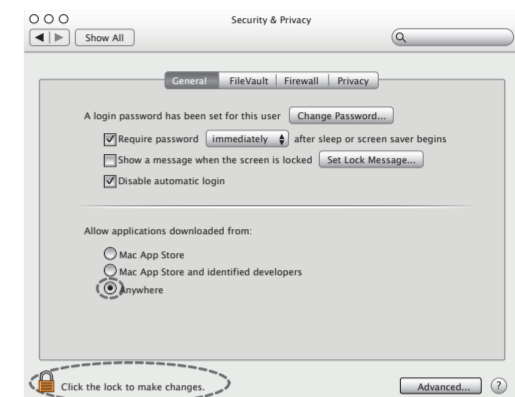 Security & Privacy
Show All
General FileVault Firewall Privacy
A login password has been set for this user Change Password...
Require password immediately after sleep or screen saver begins
Show a message when the screen is locked Set Lock Message...
Disable automatic login
Allow applications downloaded from:
Mac App Store
Mac App Store and identified developers
Anywhere
Click the lock to make changes.
Advanced... ?